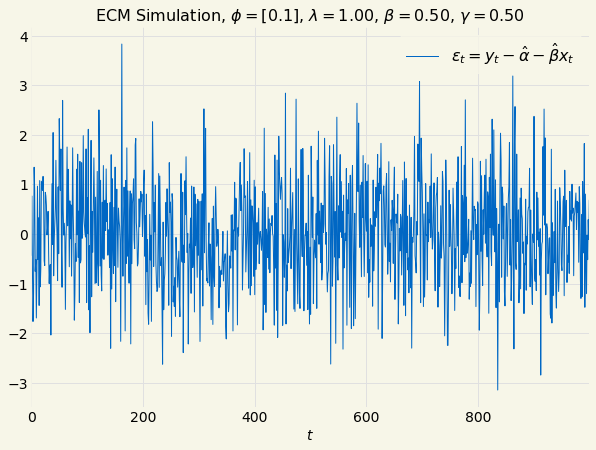 ECM Simulation, $\phi = [0.1]$, $\lambda = 1.00$, $\beta = 0.50$, $\gamma = 0.50$
$\varepsilon_t = y_t - \hat{\alpha} - \hat{\beta} x_t$
4
3
2
1
0
−1
−2
−3
0 200 400 600 800
t